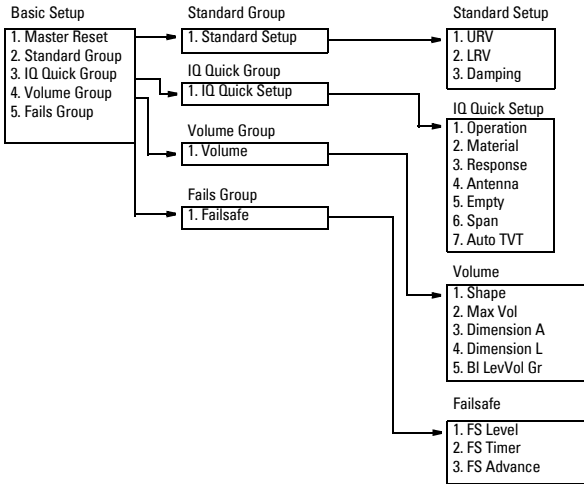 Basic Setup
1. Master Reset
2. Standard Group
3. IQ Quick Group
4. Volume Group
5. Fails Group
Standard Group
1. Standard Setup
IQ Quick Group
1. IQ Quick Setup
Volume Group
1. Volume
Fails Group
1. Failsafe
Standard Setup
1. URV
2. LRV
3. Damping
IQ Quick Setup
1. Operation
2. Material
3. Response
4. Antenna
5. Empty
6. Span
7. Auto TVT
Volume
1. Shape
2. Max Vol
3. Dimension A
4. Dimension L
5. Bl LevVol Gr
Failsafe
1. FS Level
2. FS Timer
3. FS Advance